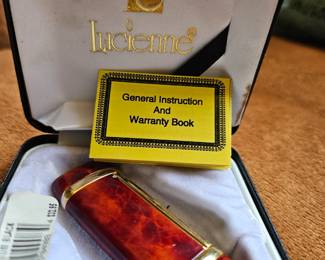 Lucienne
General Instruction
And
Warranty Book